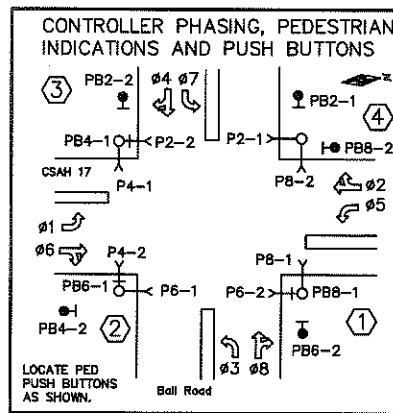 CONTROLLER PHASING, PEDESTRIAN
INDICATIONS AND PUSH BUTTONS
3
PB2-2
ø4 ø7
PB2-1
4
PB4-1
P2-2
P2-1
PB8-2
CSAH 17
P4-1
P8-2
ø2
ø5
ø1
ø6
P4-2
P8-1
PB6-1
P6-1
P6-2
PB8-1
PB4-2
2
1
PB6-2
LOCATE PED
PUSH BUTTONS
AS SHOWN.
ø3 ø8
Ball Road